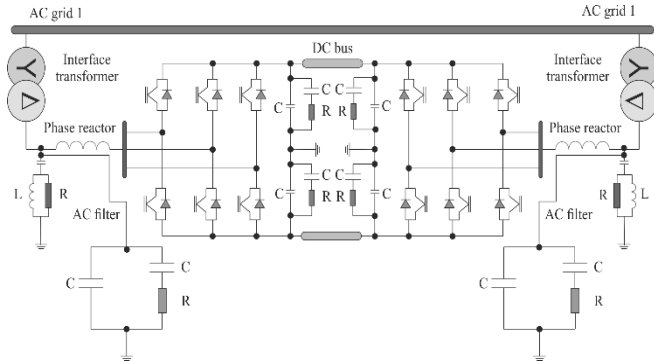 AC grid 1
AC grid 1
Interface
transformer
DC bus
Interface
transformer
C
C
C
C
R
R
Phase reactor
Phase reactor
C
C
C
C
R
R
L
R
R
L
AC filter
AC filter
C
C
R
C
C
R